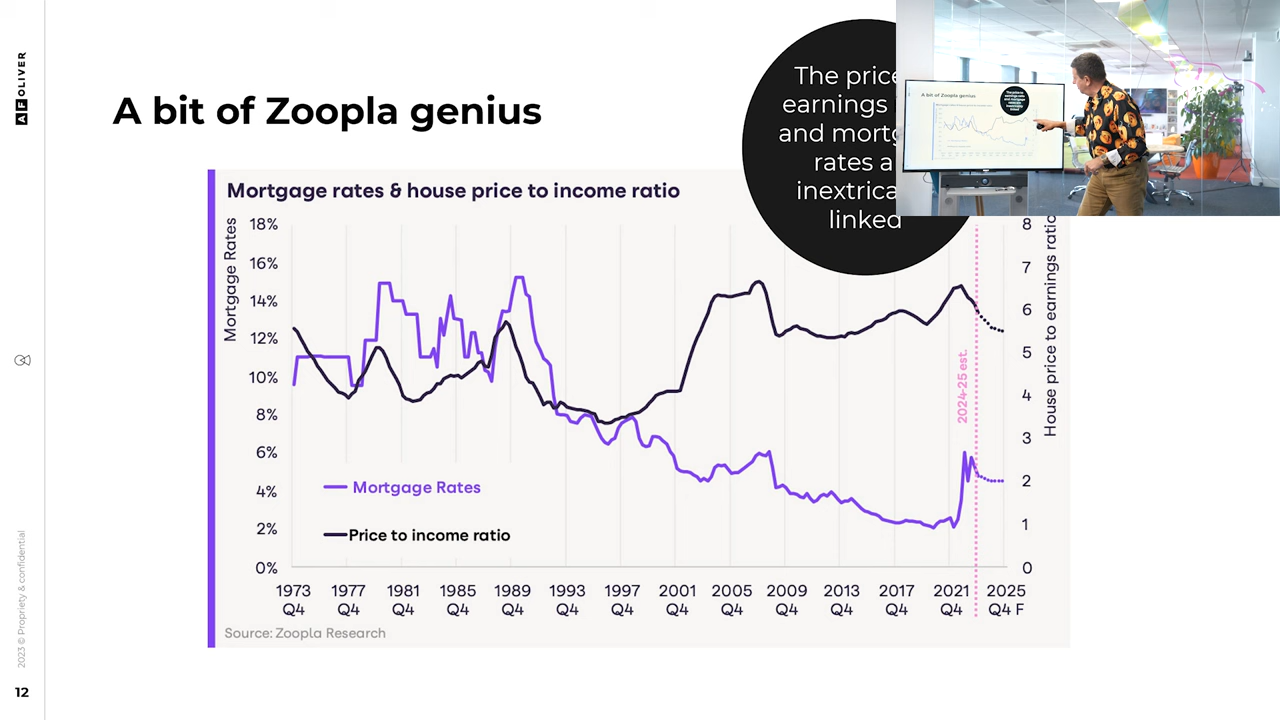 A F OLIVER
2023 © Propriety & confidential
12
A bit of Zoopla genius
The price
earnings
and mortg
rates a
inextrica
linked
A bit of Zoopla genius
Mortgage rates & house price to income ratio
Mortgage Rates
18%
16%
14%
12%
10%
8%
6%
4%
2%
0%
8
7
6
5
4
3
2
1
0
House price to earnings ratio
2024-25 est.
Mortgage Rates
Price to income ratio
1973 1977 1981 1985 1989 1993 1997 2001 2005 2009 2013 2017 2021 2025
Q4 Q4 Q4 Q4 Q4 Q4 Q4 Q4 Q4 Q4 Q4 Q4 Q4 Q4 F
Source: Zoopla Research